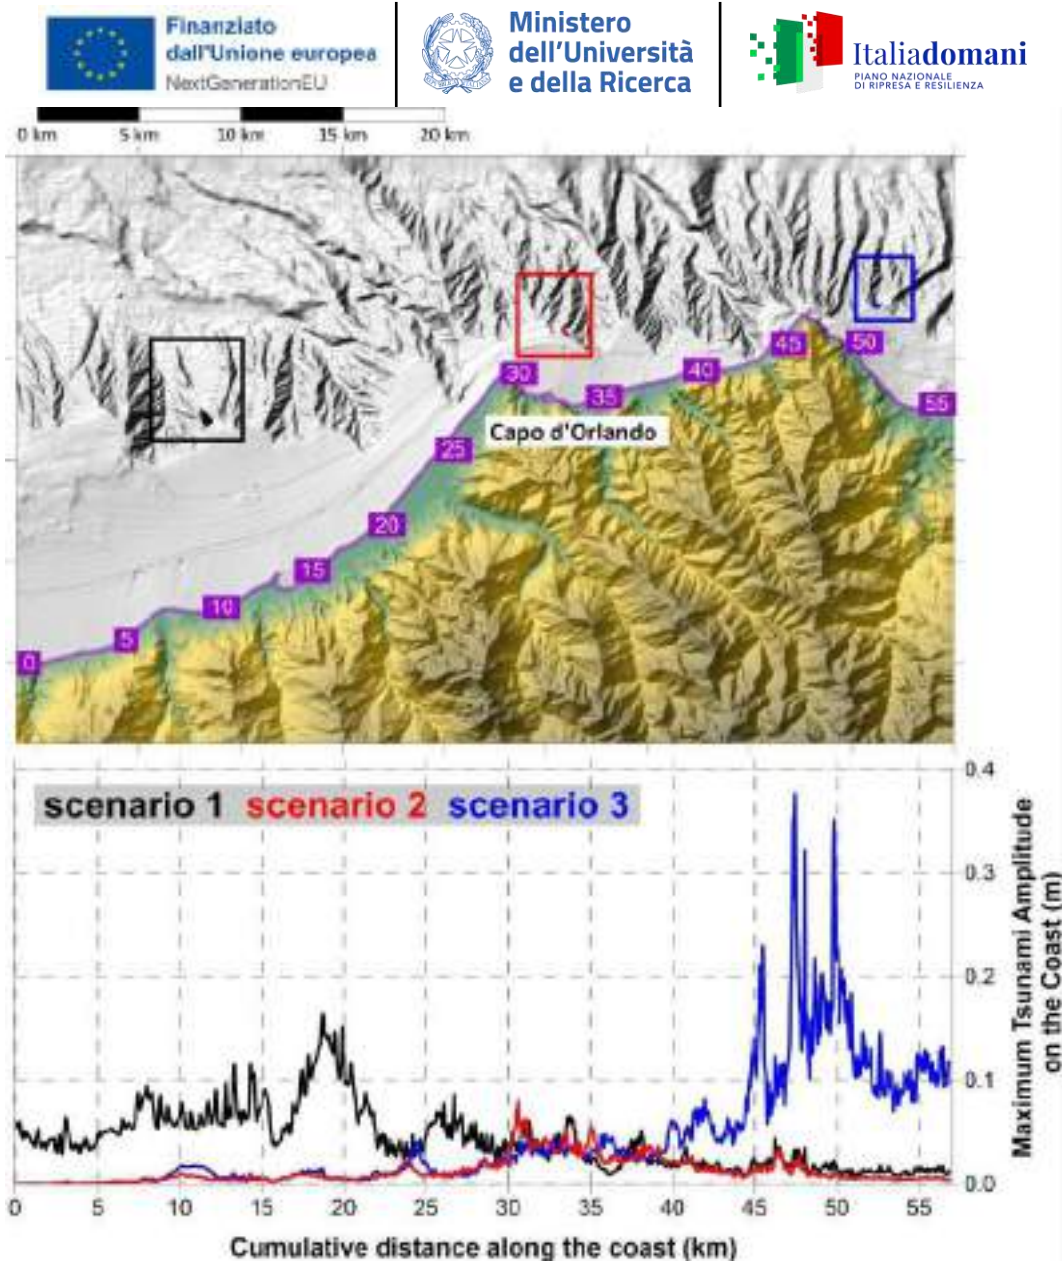 Finanziato
dall'Unione europea
NextGenerationEU
Ministero
dell'Università
e della Ricerca
Italiadomani
PIANO NAZIONALE
DI RIPRESA E RESILIENZA
0 km 5 km 10 km 15 km 20 km
45 50
30 40
35 55
Capo d'Orlando
25
20
15
10
5
0
0.4
scenario 1 scenario 2 scenario 3
0.3
0.2
0.1
0.0
Maximum Tsunami Amplitude
on the Coast (m)
0 5 10 15 20 25 30 35 40 45 50 55
Cumulative distance along the coast (km)